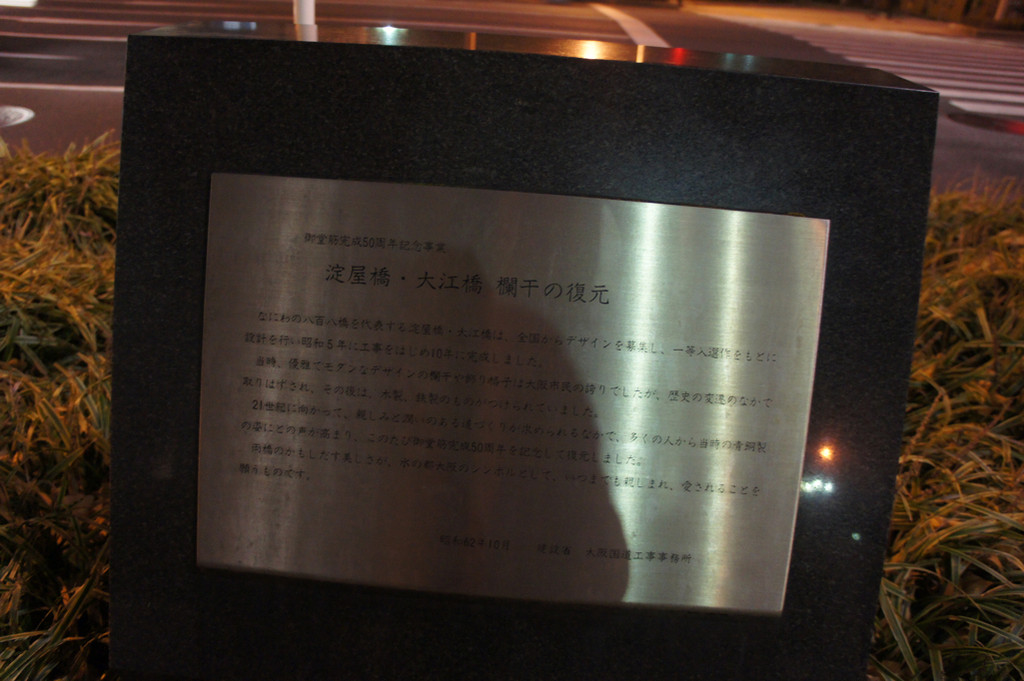 御堂筋完成50周年記念事業
淀屋橋・大江橋 欄干の復元
なにわの八百八橋を代表する淀屋橋・大江橋は、全国からデザインを募集し、一等入選作をもとに
設計を行い昭和5年に工事をはじめ10年に完成しました。
当時、優雅でモダンなデザインの欄干や飾り格子は大阪市民の誇りでしたが、歴史の変遷のなかで
取りはずされ、その後は、木製、鉄製のものがつけられていました。
21世紀に向かって、親しみと潤いのある道づくりが求められるなかで、多くの人から当時の青銅製
の姿にとの声が高まり、このたび御堂筋完成50周年を記念して復元しました。
両橋のかもしだす美しさが、水の都大阪のシンボルとして、いつまでも親しまれ、愛されることを
願うものです。
昭和62年10月 建設省 大阪国道工事事務所